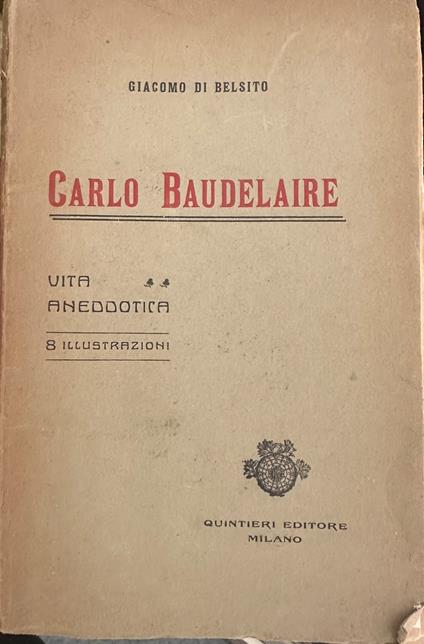 GIACOMO DI BELSITO
CARLO BAUDELAIRE
VITA
ANEDDOTICA
8 ILLUSTRAZIONI
QUINTIERI EDITORE
MILANO